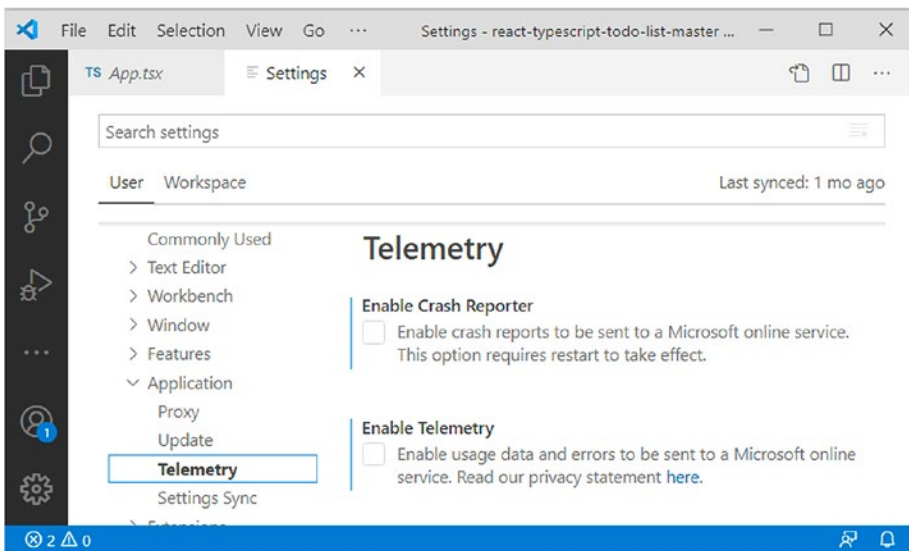 File Edit Selection View Go ··· Settings - react-typescript-todo-list-master ...
TS App.tsx Settings
Search settings
User Workspace Last synced: 1 mo ago
Commonly Used
Text Editor
Workbench
Window
Features
Application
Proxy
Update
Telemetry
Settings Sync
Extensions
Telemetry
Enable Crash Reporter
Enable crash reports to be sent to a Microsoft online service.
This option requires restart to take effect.
Enable Telemetry
Enable usage data and errors to be sent to a Microsoft online
service. Read our privacy statement here.
1
2 0